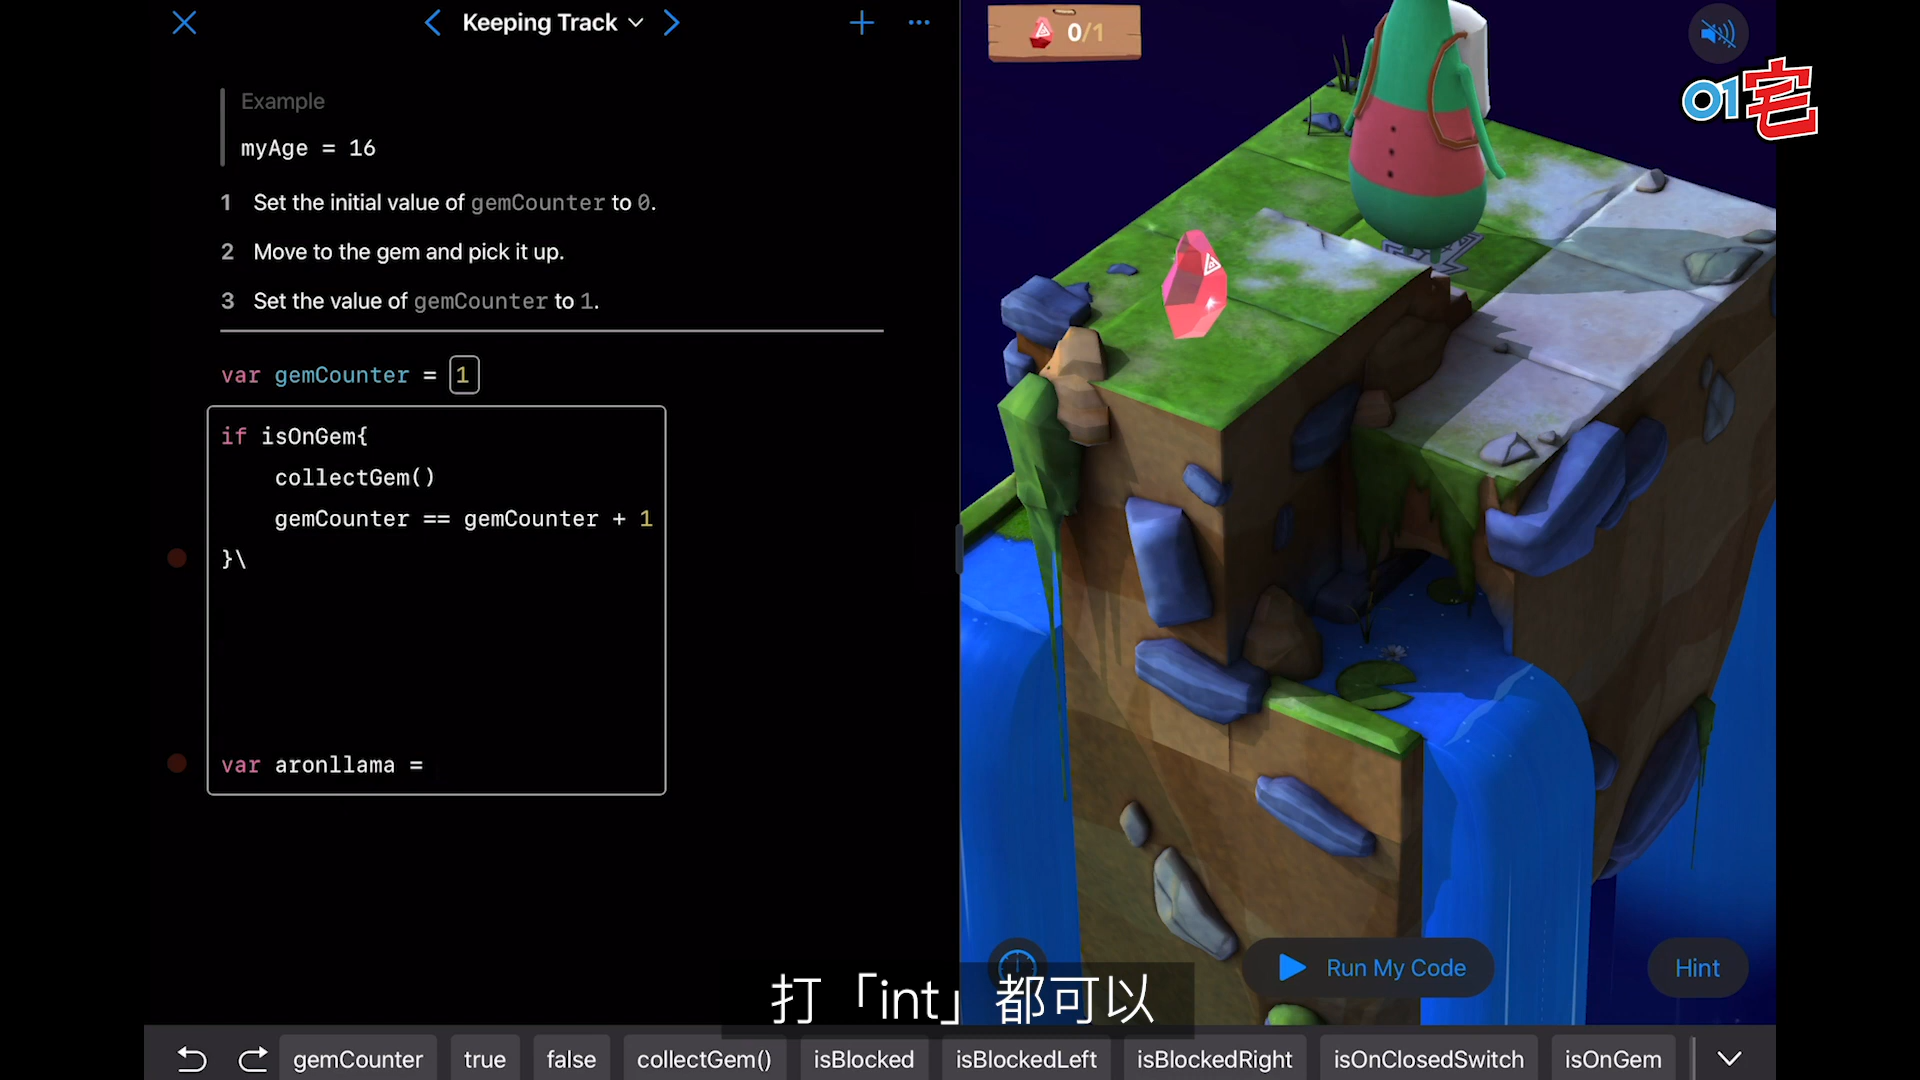 Keeping Track
0/1
01宅
Example
myAge = 16
1 Set the initial value of gemCounter to 0.
2 Move to the gem and pick it up.
3 Set the value of gemCounter to 1.
var gemCounter = 1
if isOnGem{
collectGem()
gemCounter == gemCounter + 1
}\
var aronllama =
Run My Code
Hint
打「int」都可以
gemCounter true false collectGem() isBlocked isBlockedLeft isBlockedRight isOnClosedSwitch isOnGem